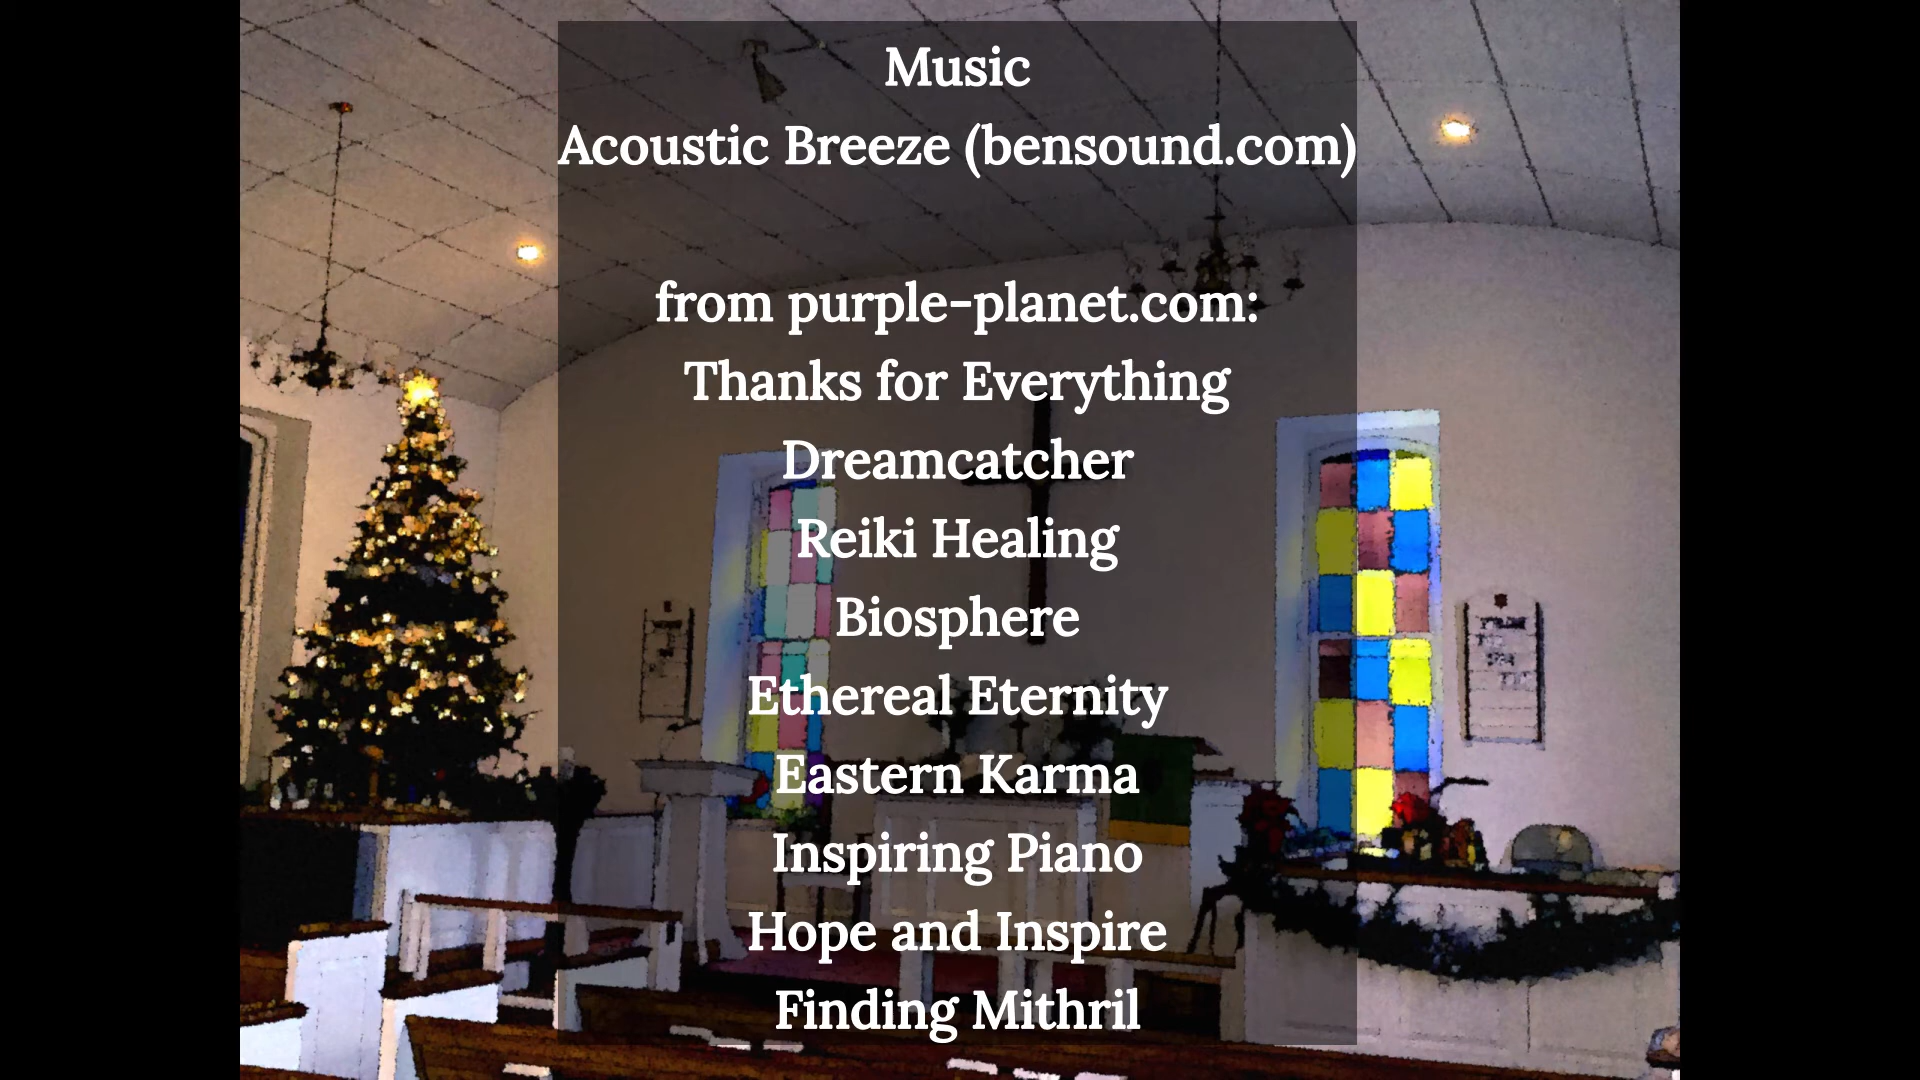 Music
Acoustic Breeze (bensound.com)
from purple-planet.com:
Thanks for Everything
Dreamcatcher
Reiki Healing
Biosphere
Ethereal Eternity
Eastern Karma
Inspiring Piano
Hope and Inspire
Finding Mithril